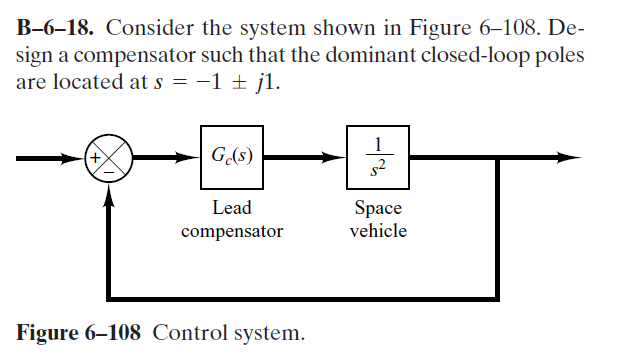 B–6–18. Consider the system shown in Figure 6–108. De-
sign a compensator such that the dominant closed-loop poles
are located at s = −1 ± j1.
+
−
G_c(s)
1
s²
Lead
compensator
Space
vehicle
Figure 6–108 Control system.